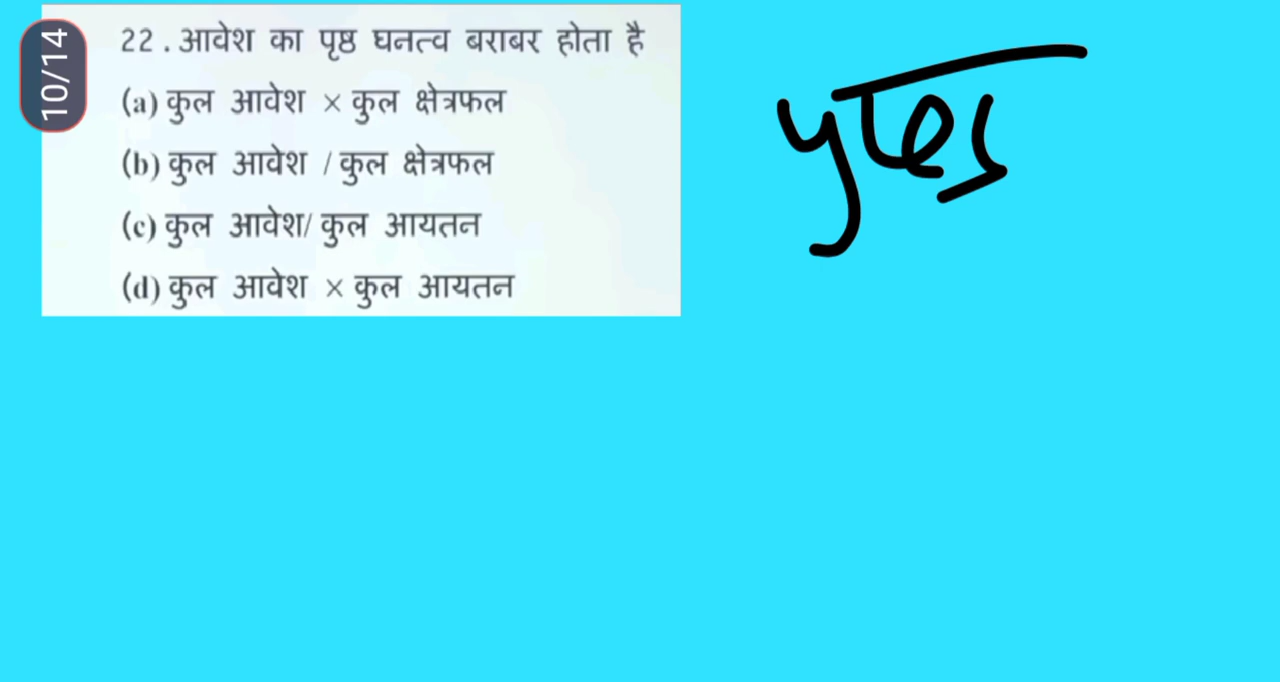 10/14
22.आवेश का पृष्ठ घनत्व बराबर होता है
(a) कुल आवेश × कुल क्षेत्रफल
(b) कुल आवेश / कुल क्षेत्रफल
(c) कुल आवेश/ कुल आयतन
(d) कुल आवेश × कुल आयतन